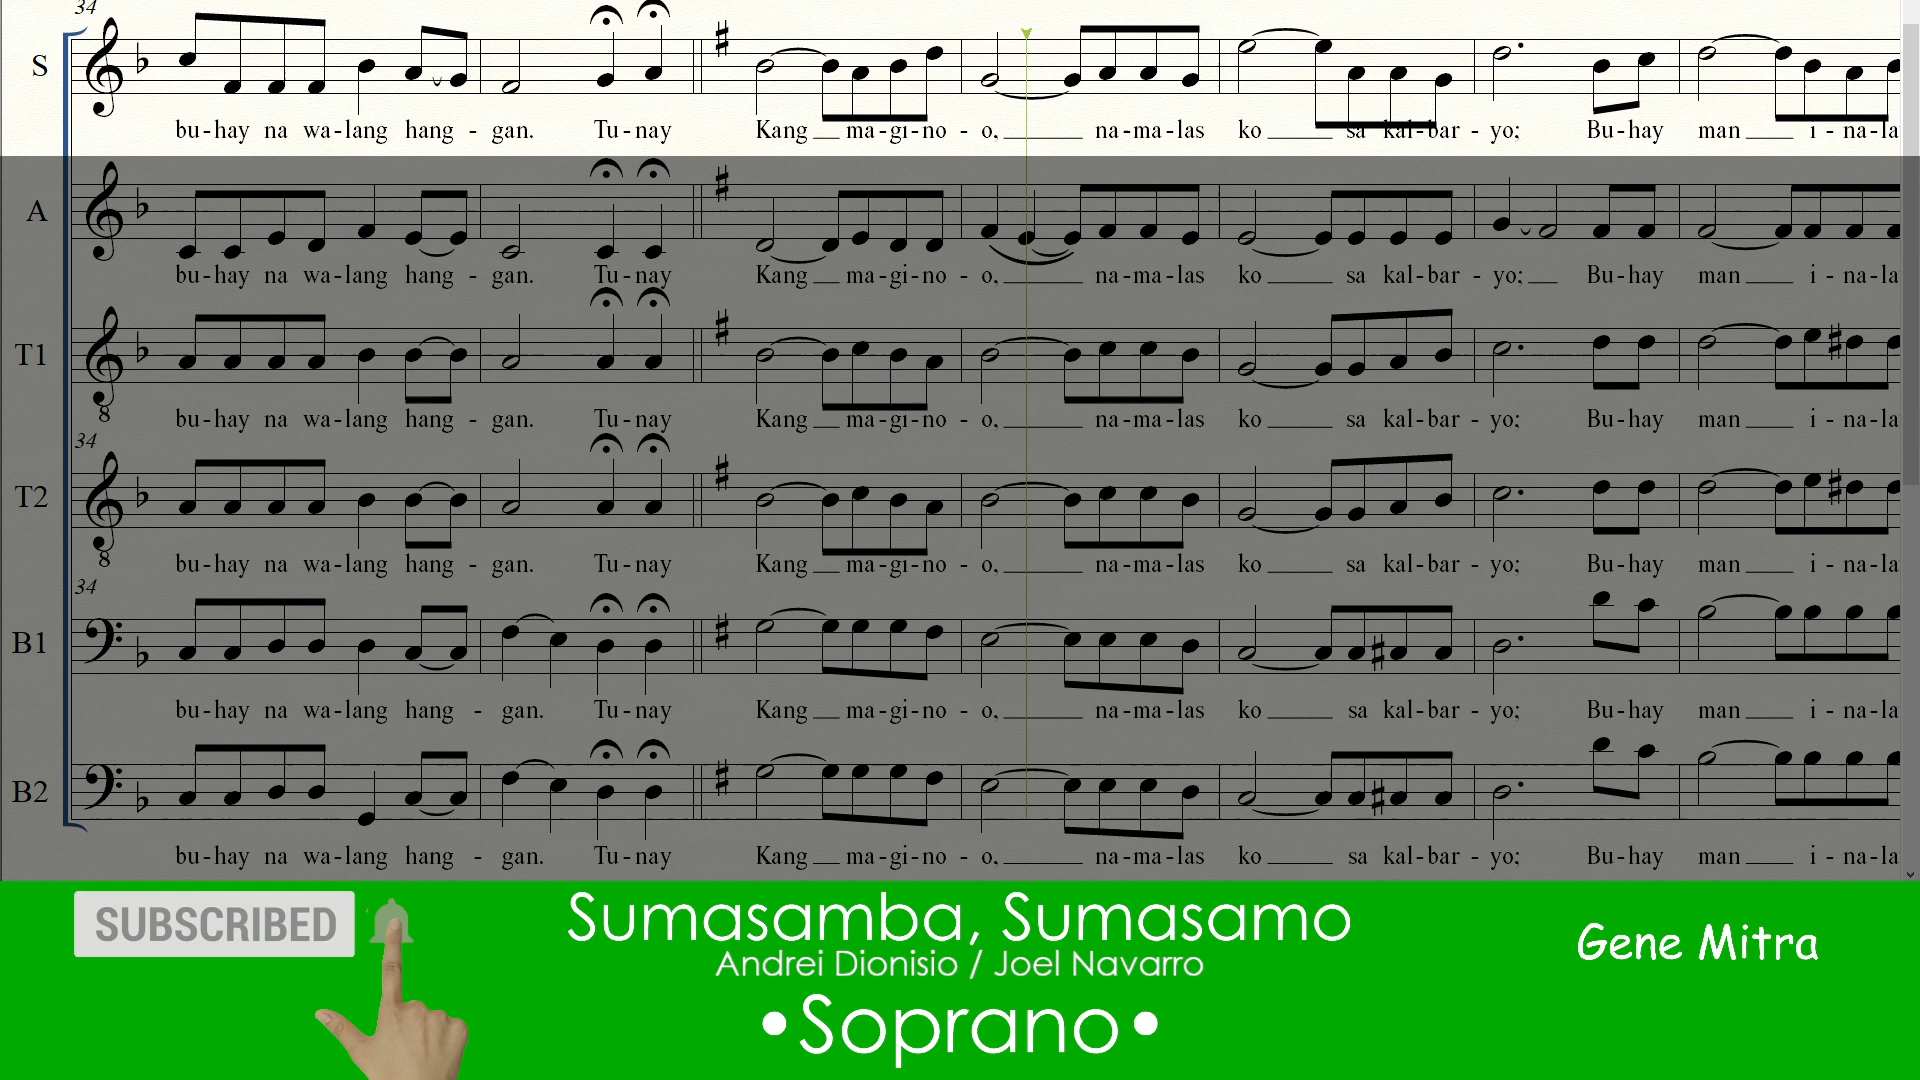 34
S
bu-hay na wa-lang hang - gan. Tu-nay Kang ma-gi-no - o, na-ma-las ko sa kal-bar - yo; Bu-hay man i - na-la
A
bu-hay na wa-lang hang - gan. Tu-nay Kang ma-gi-no - o, na-ma-las ko sa kal-bar - yo; Bu-hay man i - na-la
T1
8
bu-hay na wa-lang hang - gan. Tu-nay Kang ma-gi-no - o, na-ma-las ko sa kal-bar - yo; Bu-hay man i - na-la
34
T2
8
bu-hay na wa-lang hang - gan. Tu-nay Kang ma-gi-no - o, na-ma-las ko sa kal-bar - yo; Bu-hay man i - na-la
34
B1
bu-hay na wa-lang hang - gan. Tu-nay Kang ma-gi-no - o, na-ma-las ko sa kal-bar - yo; Bu-hay man i - na-la
B2
bu-hay na wa-lang hang - gan. Tu-nay Kang ma-gi-no - o, na-ma-las ko sa kal-bar - yo; Bu-hay man i - na-la
SUBSCRIBED
Sumasamba, Sumasamo
Andrei Dionisio / Joel Navarro
•Soprano•
Gene Mitra